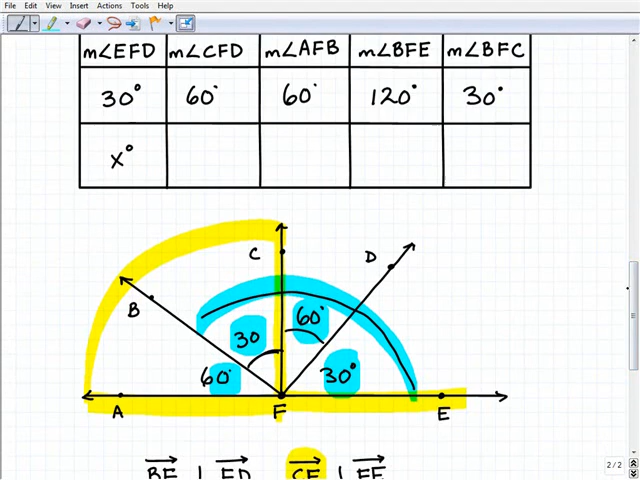 File Edit View Insert Actions Tools Help
m∠EFD m∠CFD m∠AFB m∠BFE m∠BFC
30° 60° 60° 120° 30°
x°
C D
B
60°
30
60° 30°
A F E
2 / 2